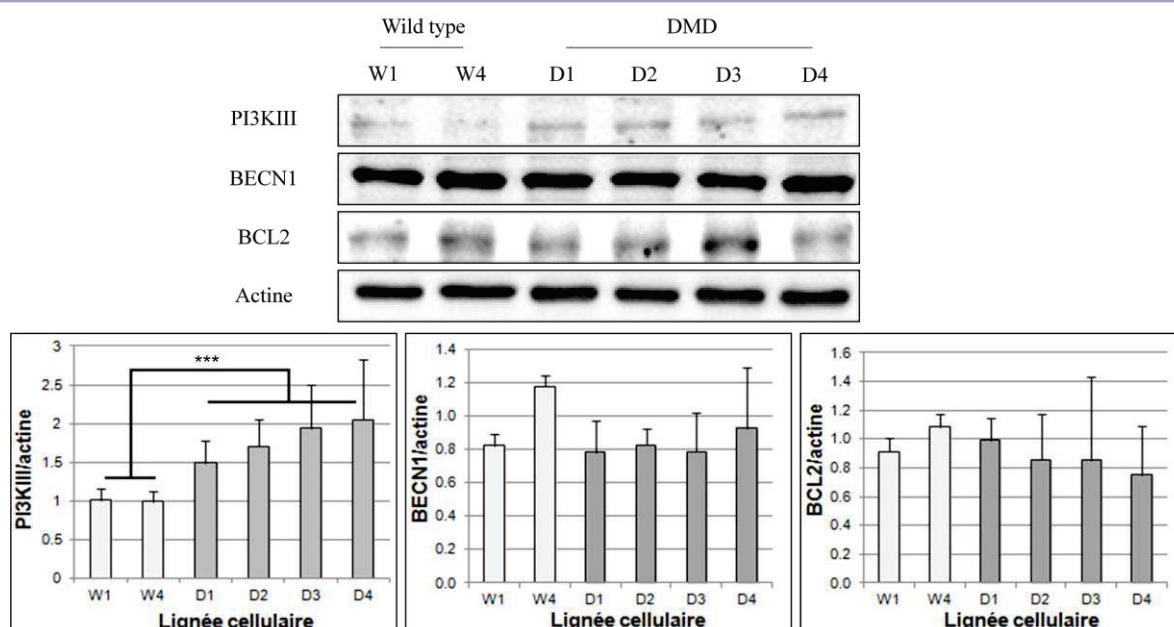 Wild type DMD
W1 W4 D1 D2 D3 D4
PI3KIII
BECN1
BCL2
Actine
PI3KIII/actine
3
2.5
2
1.5
1
0.5
0
***
W1 W4 D1 D2 D3 D4
Lignée cellulaire
BECN1/actine
1.4
1.2
1.0
0.8
0.6
0.4
0.2
0.0
W1 W4 D1 D2 D3 D4
Lignée cellulaire
BCL2/actine
1.6
1.4
1.2
1.0
0.8
0.6
0.4
0.2
0.0
W1 W4 D1 D2 D3 D4
Lignée cellulaire